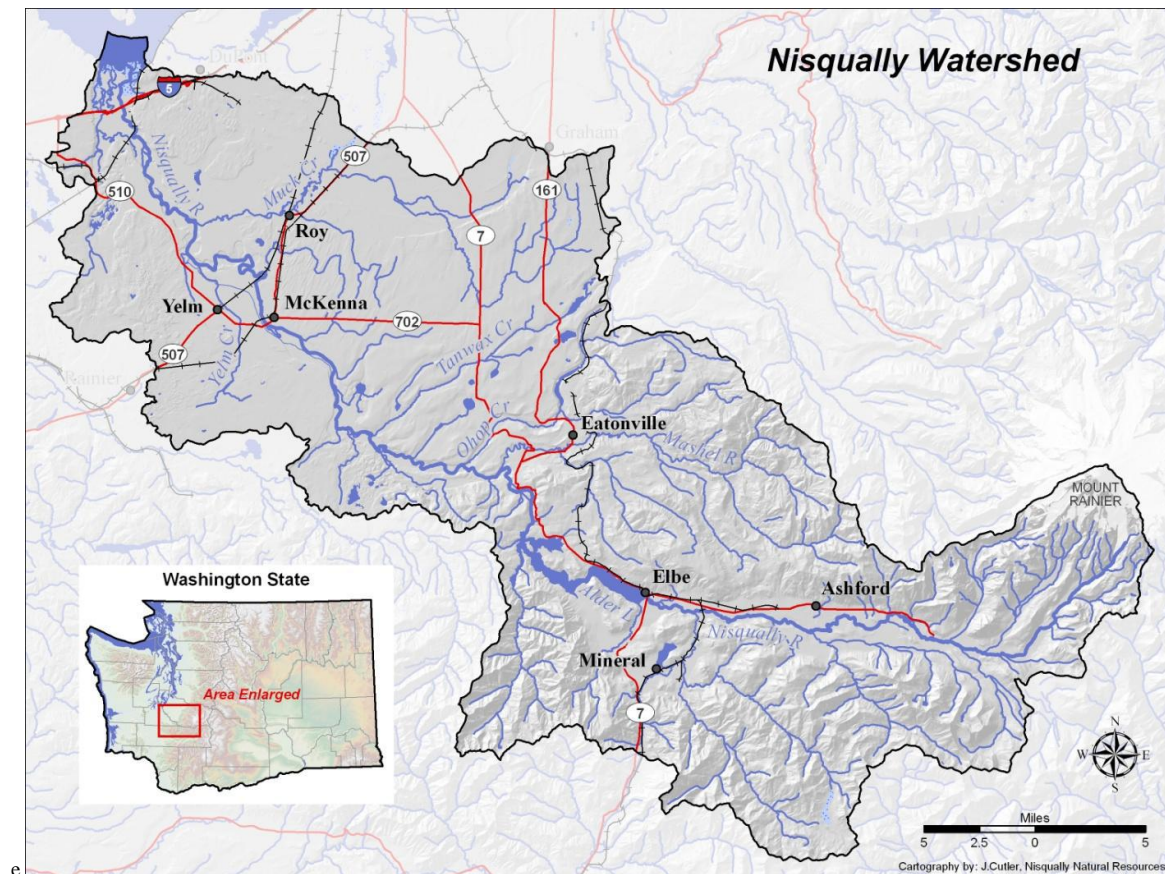 Nisqually Watershed
Dupont
5
Graham
507
161
510
Nisqually R
Muck Cr
Roy
7
Yelm
McKenna
702
507
Yelm Cr
Rainier
Tanwax Cr
Ohop Cr
Eatonville
Mashel R
MOUNT
RAINIER
Elbe
Ashford
Alder L
Nisqually R
Mineral
7
Washington State
Area Enlarged
N
W E
S
Miles
5 2.5 0 5
Cartography by: J.Cutler, Nisqually Natural Resources
e